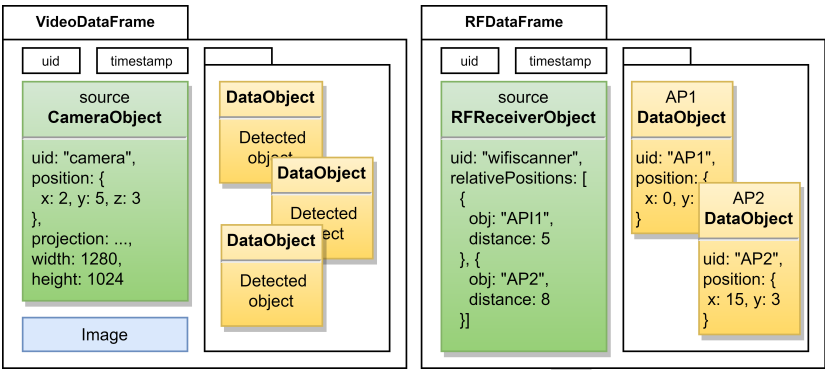 VideoDataFrame
uid
timestamp
source
CameraObject
uid: "camera",
position: {
x: 2, y: 5, z: 3
},
projection: ...,
width: 1280,
height: 1024
Image
DataObject
Detected
object
DataObject
Detected
ect
DataObject
Detected
object
RFDataFrame
uid
timestamp
source
RFReceiverObject
uid: "wifiscanner",
relativePositions: [
{
obj: "API1",
distance: 5
}, {
obj: "AP2",
distance: 8
}]
AP1
DataObject
uid: "AP1",
position: {
x: 0, y:
}
AP2
DataObject
uid: "AP2",
position: {
x: 15, y: 3
}